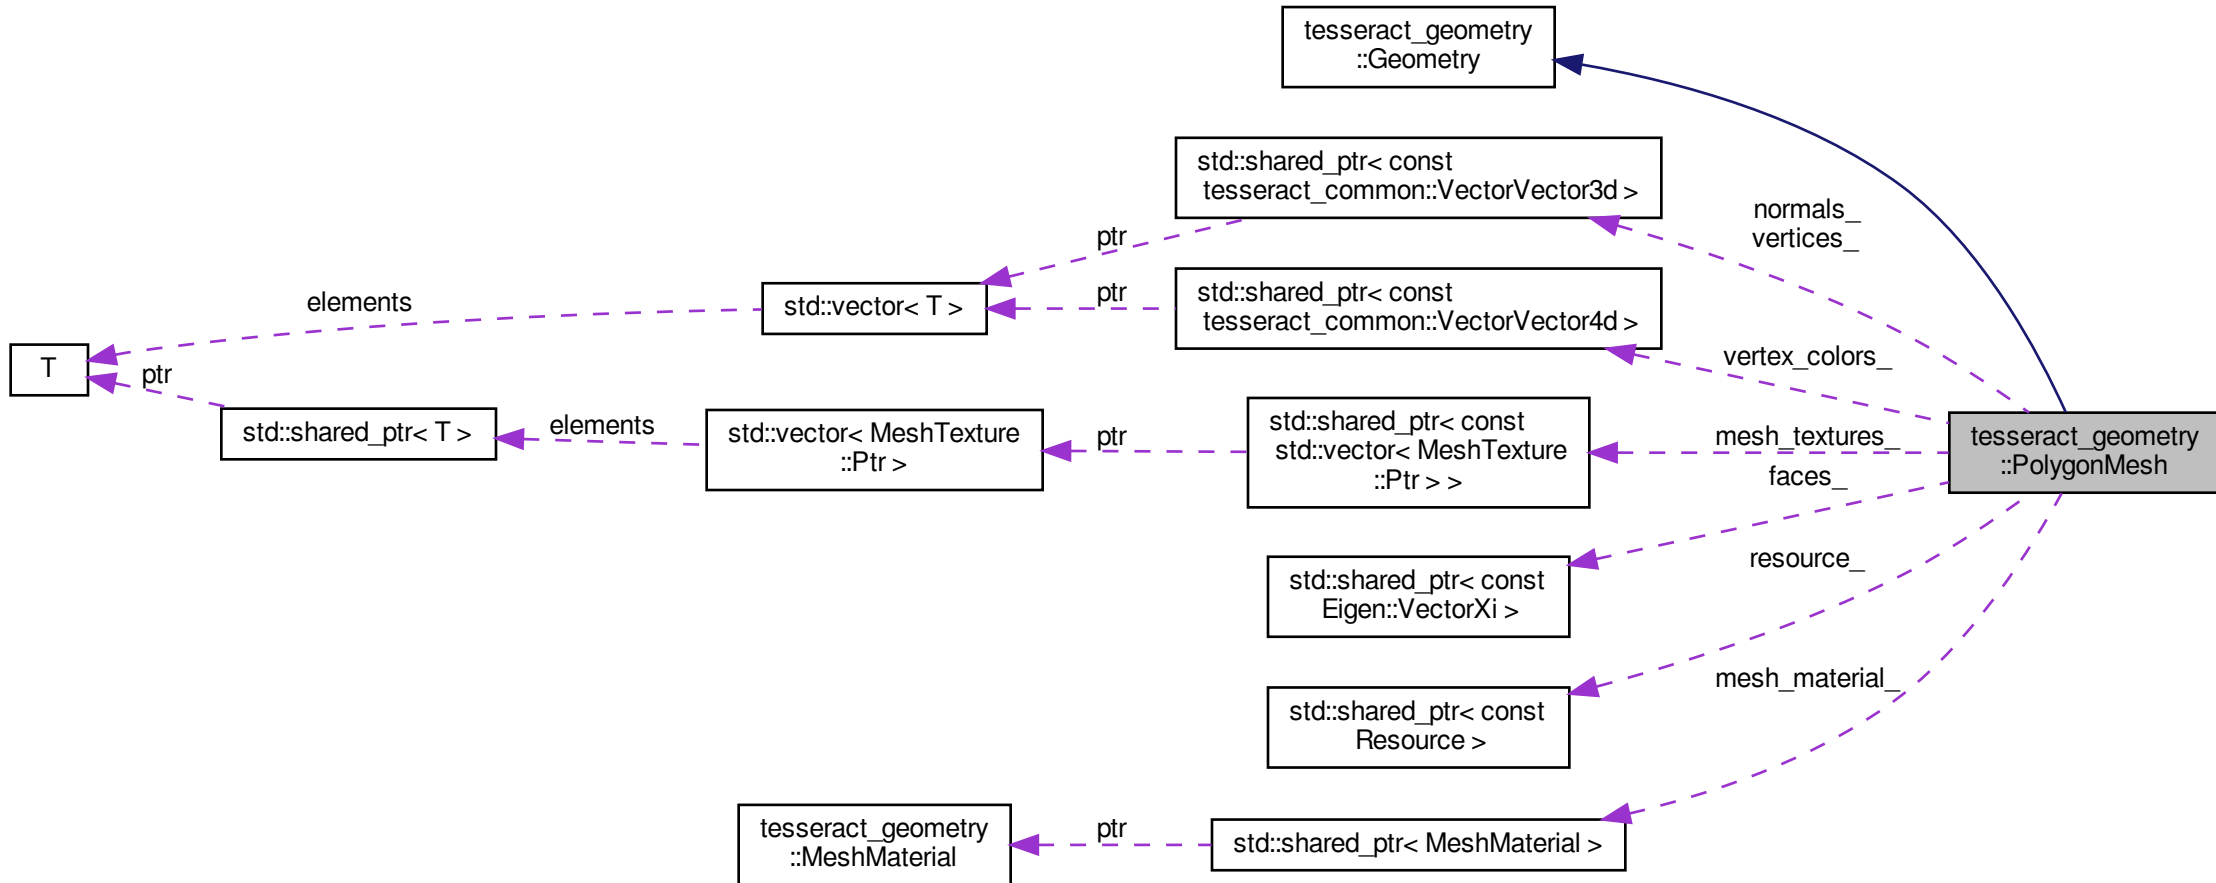 tesseract_geometry
::Geometry
std::shared_ptr< const
tesseract_common::VectorVector3d >
normals_
vertices_
ptr
std::vector< T >
elements
ptr
std::shared_ptr< const
tesseract_common::VectorVector4d >
vertex_colors_
T
ptr
std::shared_ptr< T >
elements
std::vector< MeshTexture
::Ptr >
ptr
std::shared_ptr< const
std::vector< MeshTexture
::Ptr > >
mesh_textures_
tesseract_geometry
::PolygonMesh
faces_
std::shared_ptr< const
Eigen::VectorXi >
resource_
std::shared_ptr< const
Resource >
mesh_material_
tesseract_geometry
::MeshMaterial
ptr
std::shared_ptr< MeshMaterial >